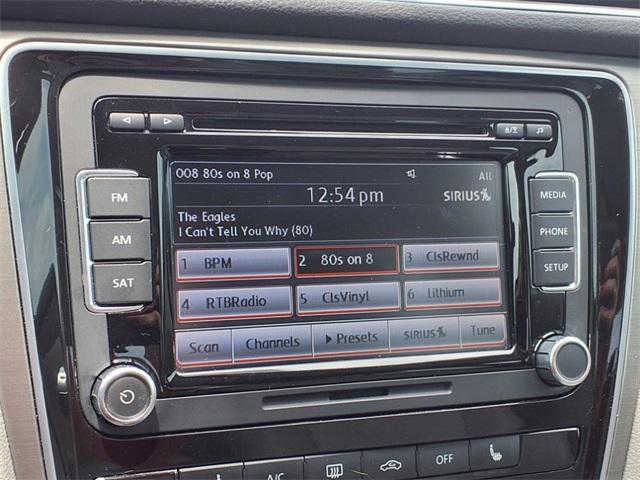 008 80s on 8 Pop All
12:54pm SIRIUS
The Eagles
I Can't Tell You Why (80)
1 BPM 2 80s on 8 3 ClsRewnd
4 RTBRadio 5 ClsVinyl 6 Lithium
Scan Channels Presets SIRIUS Tune
FM
AM
SAT
MEDIA
PHONE
SETUP
A/C OFF